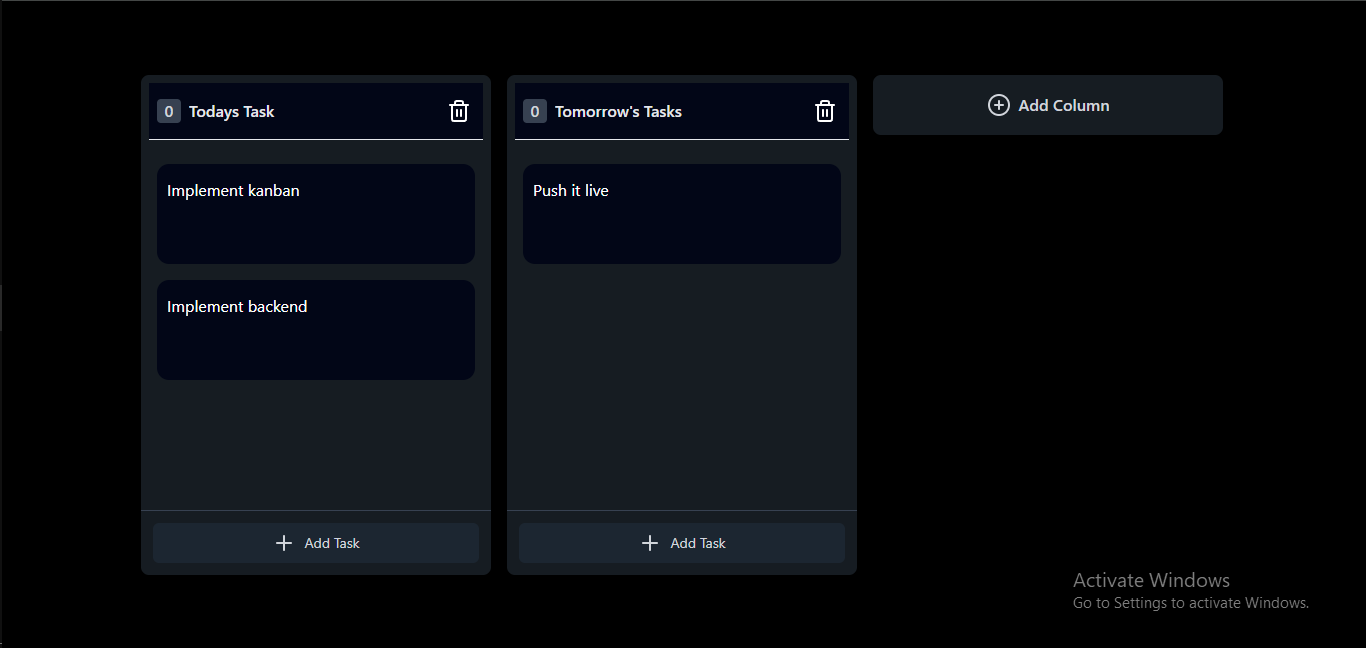 0 Todays Task
Implement kanban
Implement backend
Add Task
0 Tomorrow's Tasks
Push it live
Add Task
Add Column
Activate Windows
Go to Settings to activate Windows.